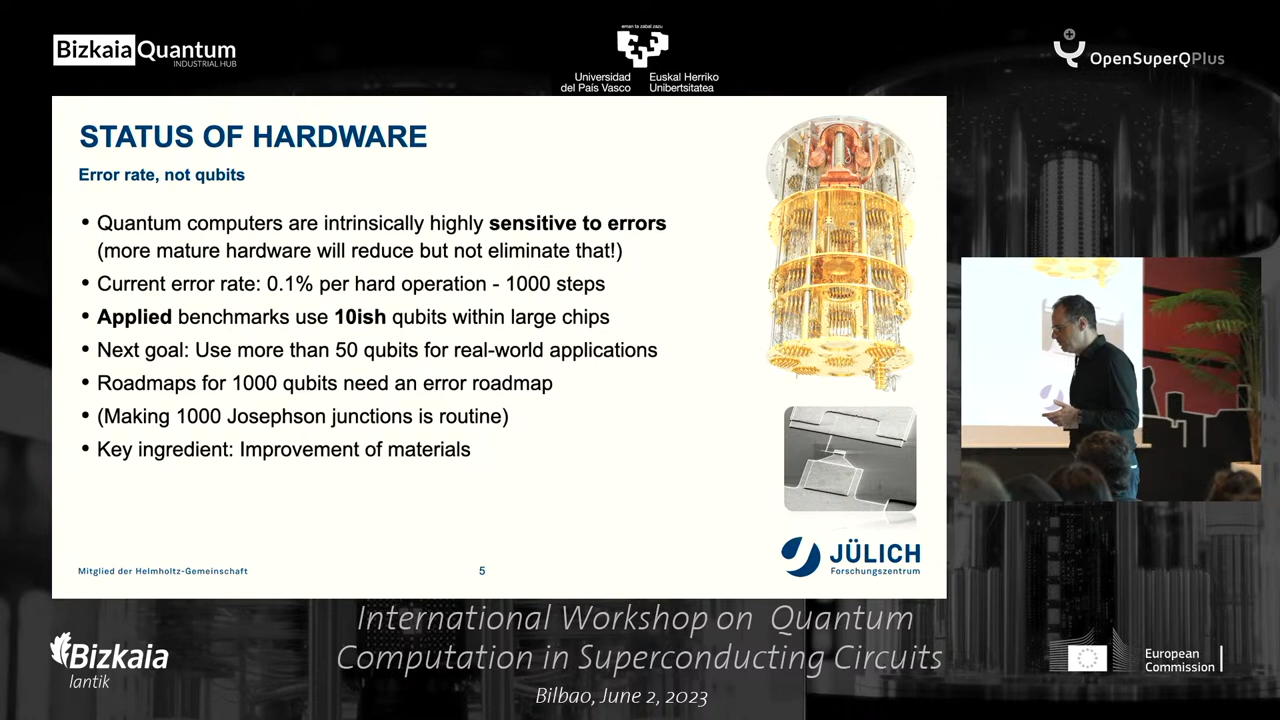 Bizkaia Quantum
INDUSTRIAL HUB
eman ta zabal zazu
Universidad del País Vasco
Euskal Herriko Unibertsitatea
OpenSuperQPlus
STATUS OF HARDWARE
Error rate, not qubits
• Quantum computers are intrinsically highly sensitive to errors
(more mature hardware will reduce but not eliminate that!)
• Current error rate: 0.1% per hard operation - 1000 steps
• Applied benchmarks use 10ish qubits within large chips
• Next goal: Use more than 50 qubits for real-world applications
• Roadmaps for 1000 qubits need an error roadmap
• (Making 1000 Josephson junctions is routine)
• Key ingredient: Improvement of materials
Mitglied der Helmholtz-Gemeinschaft
5
JÜLICH
Forschungszentrum
International Workshop on Quantum
Computation in Superconducting Circuits
Bilbao, June 2, 2023
Bizkaia
lantik
European
Commission